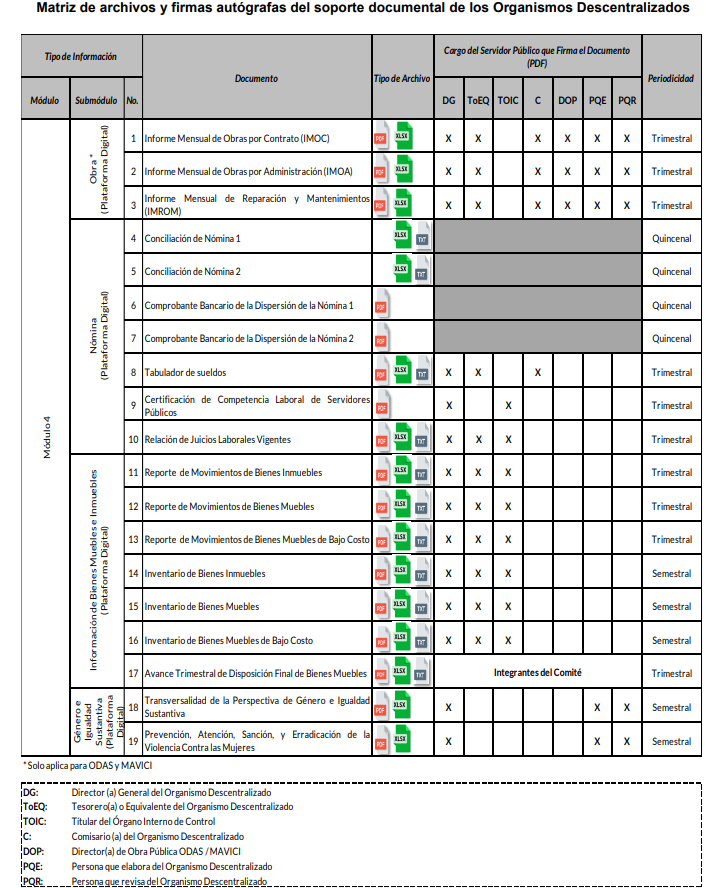 Matriz de archivos y firmas autógrafas del soporte documental de los Organismos Descentralizados
Tipo de Información Documento Tipo de Archivo Cargo del Servidor Público que Firma el Documento (PDF) Periodicidad
Módulo Submódulo No. DG ToEQ TOIC C DOP PQE PQR
Módulo 4
Obra * (Plataforma Digital)
1 Informe Mensual de Obras por Contrato (IMOC) PDF XLSX X X X X X X Trimestral
2 Informe Mensual de Obras por Administración (IMOA) PDF XLSX X X X X X X Trimestral
3 Informe Mensual de Reparación y Mantenimientos (IMROM) PDF XLSX X X X X X X Trimestral
Nómina (Plataforma Digital)
4 Conciliación de Nómina 1 XLSX TXT Quincenal
5 Conciliación de Nómina 2 XLSX TXT Quincenal
6 Comprobante Bancario de la Dispersión de la Nómina 1 PDF Quincenal
7 Comprobante Bancario de la Dispersión de la Nómina 2 PDF Quincenal
8 Tabulador de sueldos PDF XLSX TXT X X X Trimestral
9 Certificación de Competencia Laboral de Servidores Públicos PDF X X Trimestral
10 Relación de Juicios Laborales Vigentes PDF XLSX TXT X X X Trimestral
Información de Bienes Muebles e Inmuebles (Plataforma Digital)
11 Reporte de Movimientos de Bienes Inmuebles PDF XLSX TXT X X X Trimestral
12 Reporte de Movimientos de Bienes Muebles PDF XLSX TXT X X X Trimestral
13 Reporte de Movimientos de Bienes Muebles de Bajo Costo PDF XLSX TXT X X X Trimestral
14 Inventario de Bienes Inmuebles PDF XLSX TXT X X X Semestral
15 Inventario de Bienes Muebles PDF XLSX TXT X X X Semestral
16 Inventario de Bienes Muebles de Bajo Costo PDF XLSX TXT X X X Semestral
17 Avance Trimestral de Disposición Final de Bienes Muebles PDF XLSX TXT Integrantes del Comité Trimestral
Género e Igualdad Sustantiva (Plataforma Digital)
18 Transversalidad de la Perspectiva de Género e Igualdad Sustantiva PDF XLSX X X X Semestral
19 Prevención, Atención, Sanción, y Erradicación de la Violencia Contra las Mujeres PDF XLSX X X X Semestral
*Solo aplica para ODAS y MAVICI
DG: Director(a) General del Organismo Descentralizado
ToEQ: Tesorero(a) o Equivalente del Organismo Descentralizado
TOIC: Titular del Órgano Interno de Control
C: Comisario(a) del Organismo Descentralizado
DOP: Director(a) de Obra Pública ODAS / MAVICI
PQE: Persona que elabora del Organismo Descentralizado
PQR: Persona que revisa del Organismo Descentralizado